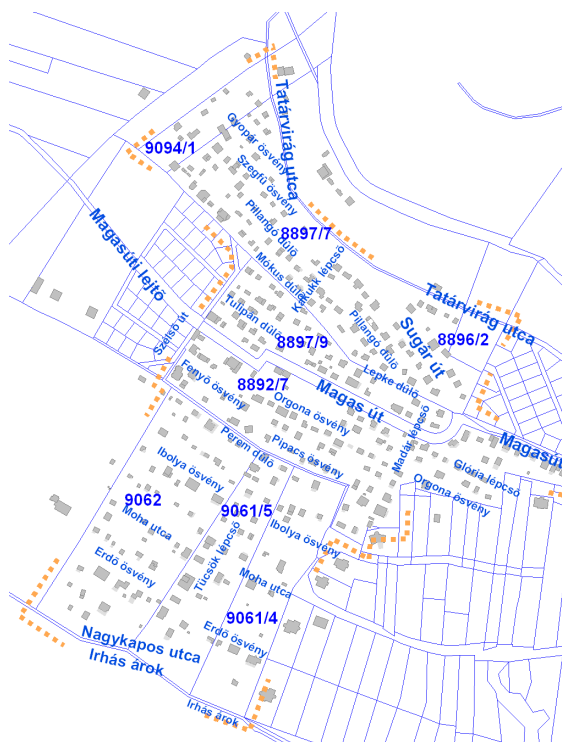 Tatárvirág utca
Gyopár ösvény
9094/1
Szegfű ösvény
Pillangó dűlő
8897/7
Magasúti lejtő
Mókus dűlő
Kakukk lépcső
Tatárvirág utca
Tulipán dűlő
Szélső út
8897/9
Pillangó dűlő
Sugár út
8896/2
Fenyő ösvény
8892/7
Magas út
Lepke dűlő
Orgona ösvény
Madár lépcső
Magasút
Perem dűlő
Pipacs ösvény
Glória lépcső
Ibolya ösvény
Orgona ösvény
9062
9061/5
Moha utca
Ibolya ösvény
Tücsök lépcső
Erdő ösvény
Moha utca
9061/4
Erdő ösvény
Nagykapos utca
Irhás árok
Irhás árok